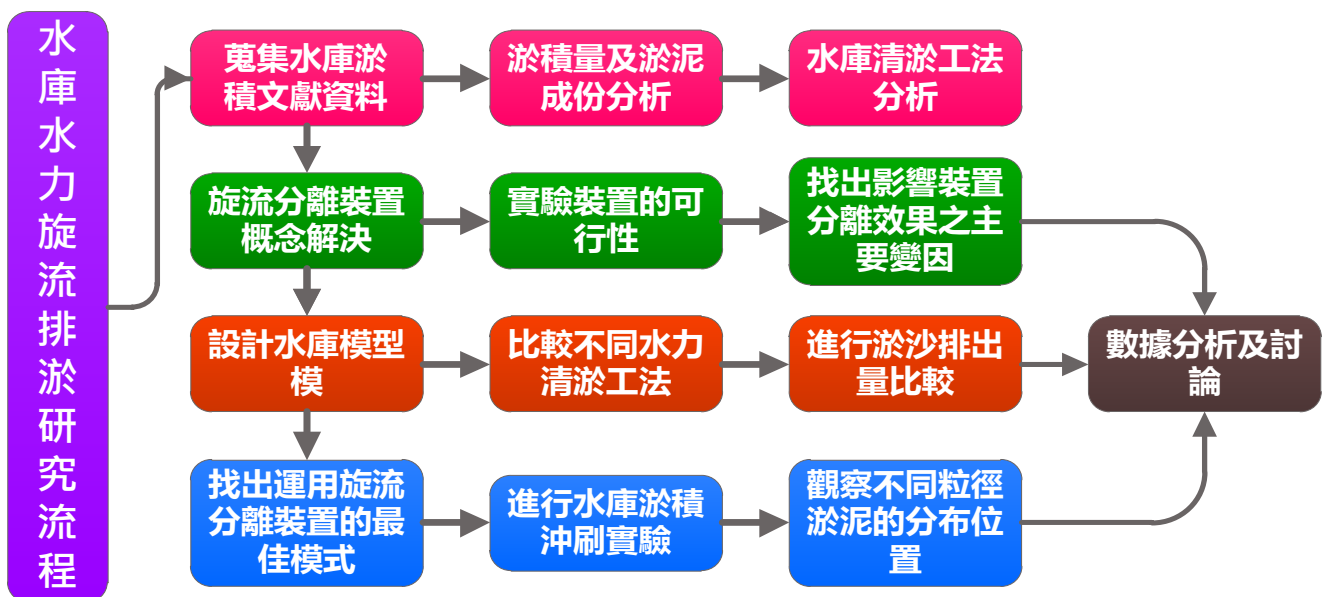 水庫水力旋流排淤研究流程
蒐集水庫淤
積文獻資料
淤積量及淤泥
成份分析
水庫清淤工法
分析
旋流分離裝置
概念解決
實驗裝置的可
行性
找出影響裝置
分離效果之主
要變因
設計水庫模型
模
比較不同水力
清淤工法
進行淤沙排出
量比較
數據分析及討
論
找出運用旋流
分離裝置的最
佳模式
進行水庫淤積
沖刷實驗
觀察不同粒徑
淤泥的分布位
置